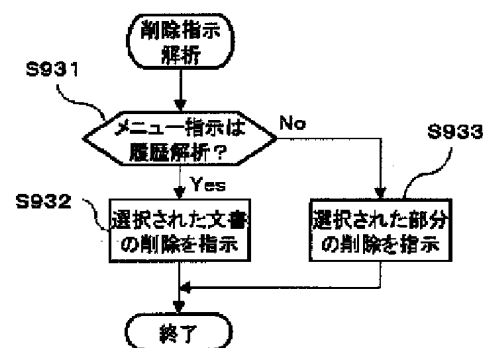 削除指示
解析
S931
メニュー指示は
履歴解析？
No
S933
Yes
S932
選択された文書
の削除を指示
選択された部分
の削除を指示
終了